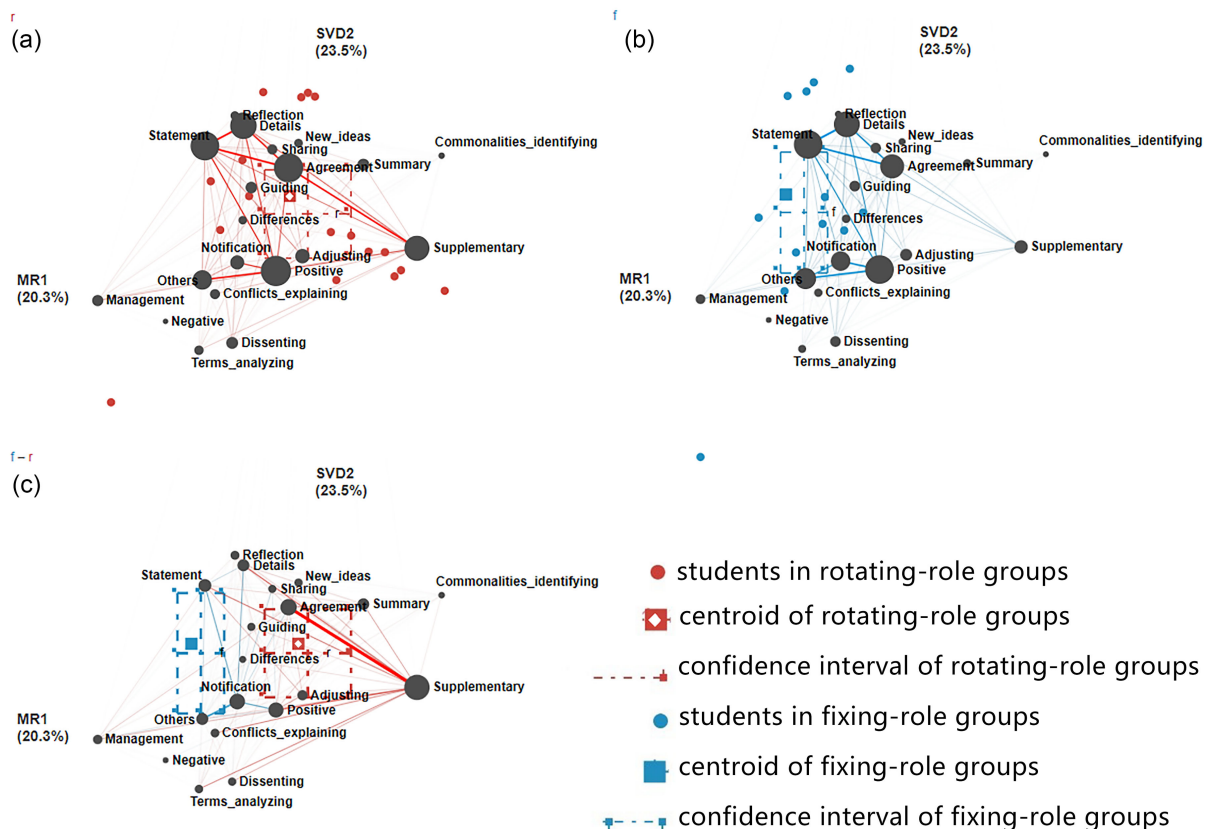 r
(a)
SVD2
(23.5%)
Reflection
Details
Statement
New_ideas
Sharing
Commonalities_identifying
Agreement
Summary
Guiding
r
Differences
Notification
Supplementary
Adjusting
Positive
MR1
(20.3%)
Others
Conflicts_explaining
Management
Negative
Dissenting
Terms_analyzing
f
(b)
SVD2
(23.5%)
Reflection
Details
Statement
New_ideas
Sharing
Commonalities_identifying
Agreement
Summary
Guiding
f
Differences
Notification
Supplementary
Adjusting
Positive
MR1
(20.3%)
Others
Conflicts_explaining
Management
Negative
Dissenting
Terms_analyzing
f – r
(c)
SVD2
(23.5%)
Reflection
Details
Statement
New_ideas
Sharing
Commonalities_identifying
Agreement
Summary
Guiding
f
r
Differences
Notification
Supplementary
Adjusting
Positive
MR1
(20.3%)
Others
Conflicts_explaining
Management
Negative
Dissenting
Terms_analyzing
students in rotating-role groups
centroid of rotating-role groups
confidence interval of rotating-role groups
students in fixing-role groups
centroid of fixing-role groups
confidence interval of fixing-role groups